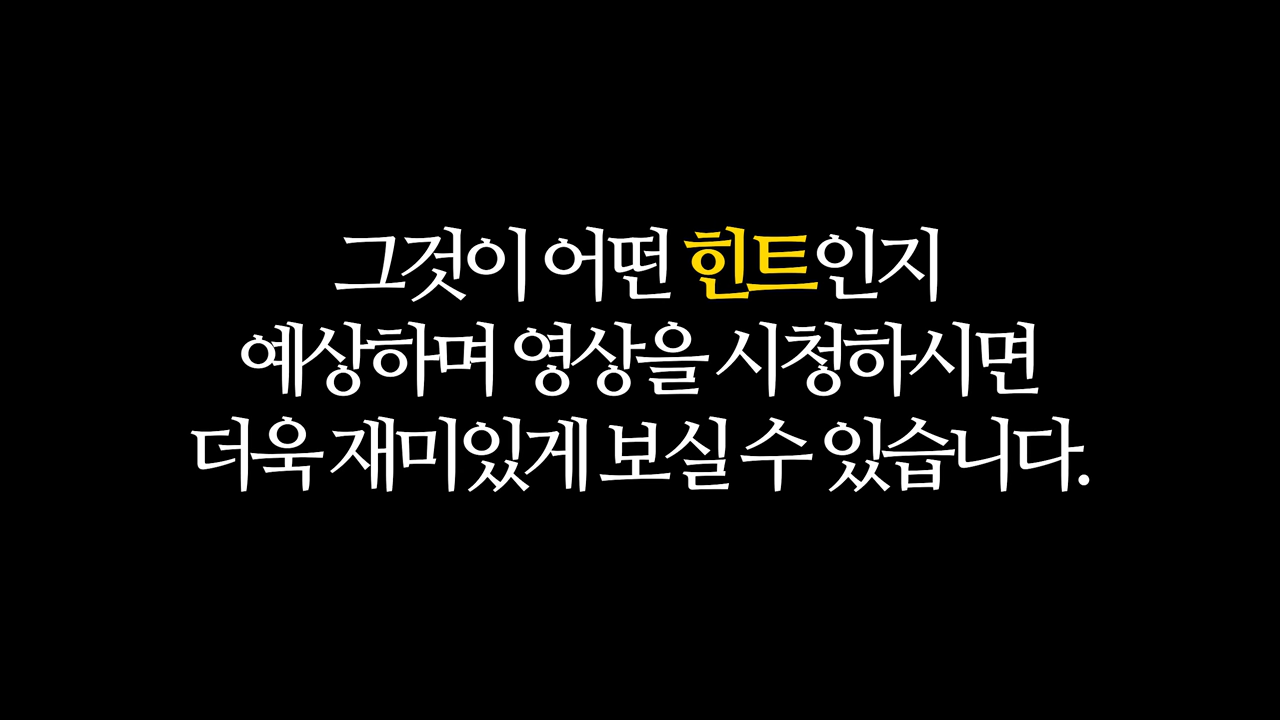 그것이 어떤 힌트인지
예상하며 영상을 시청하시면
더욱 재미있게 보실 수 있습니다.